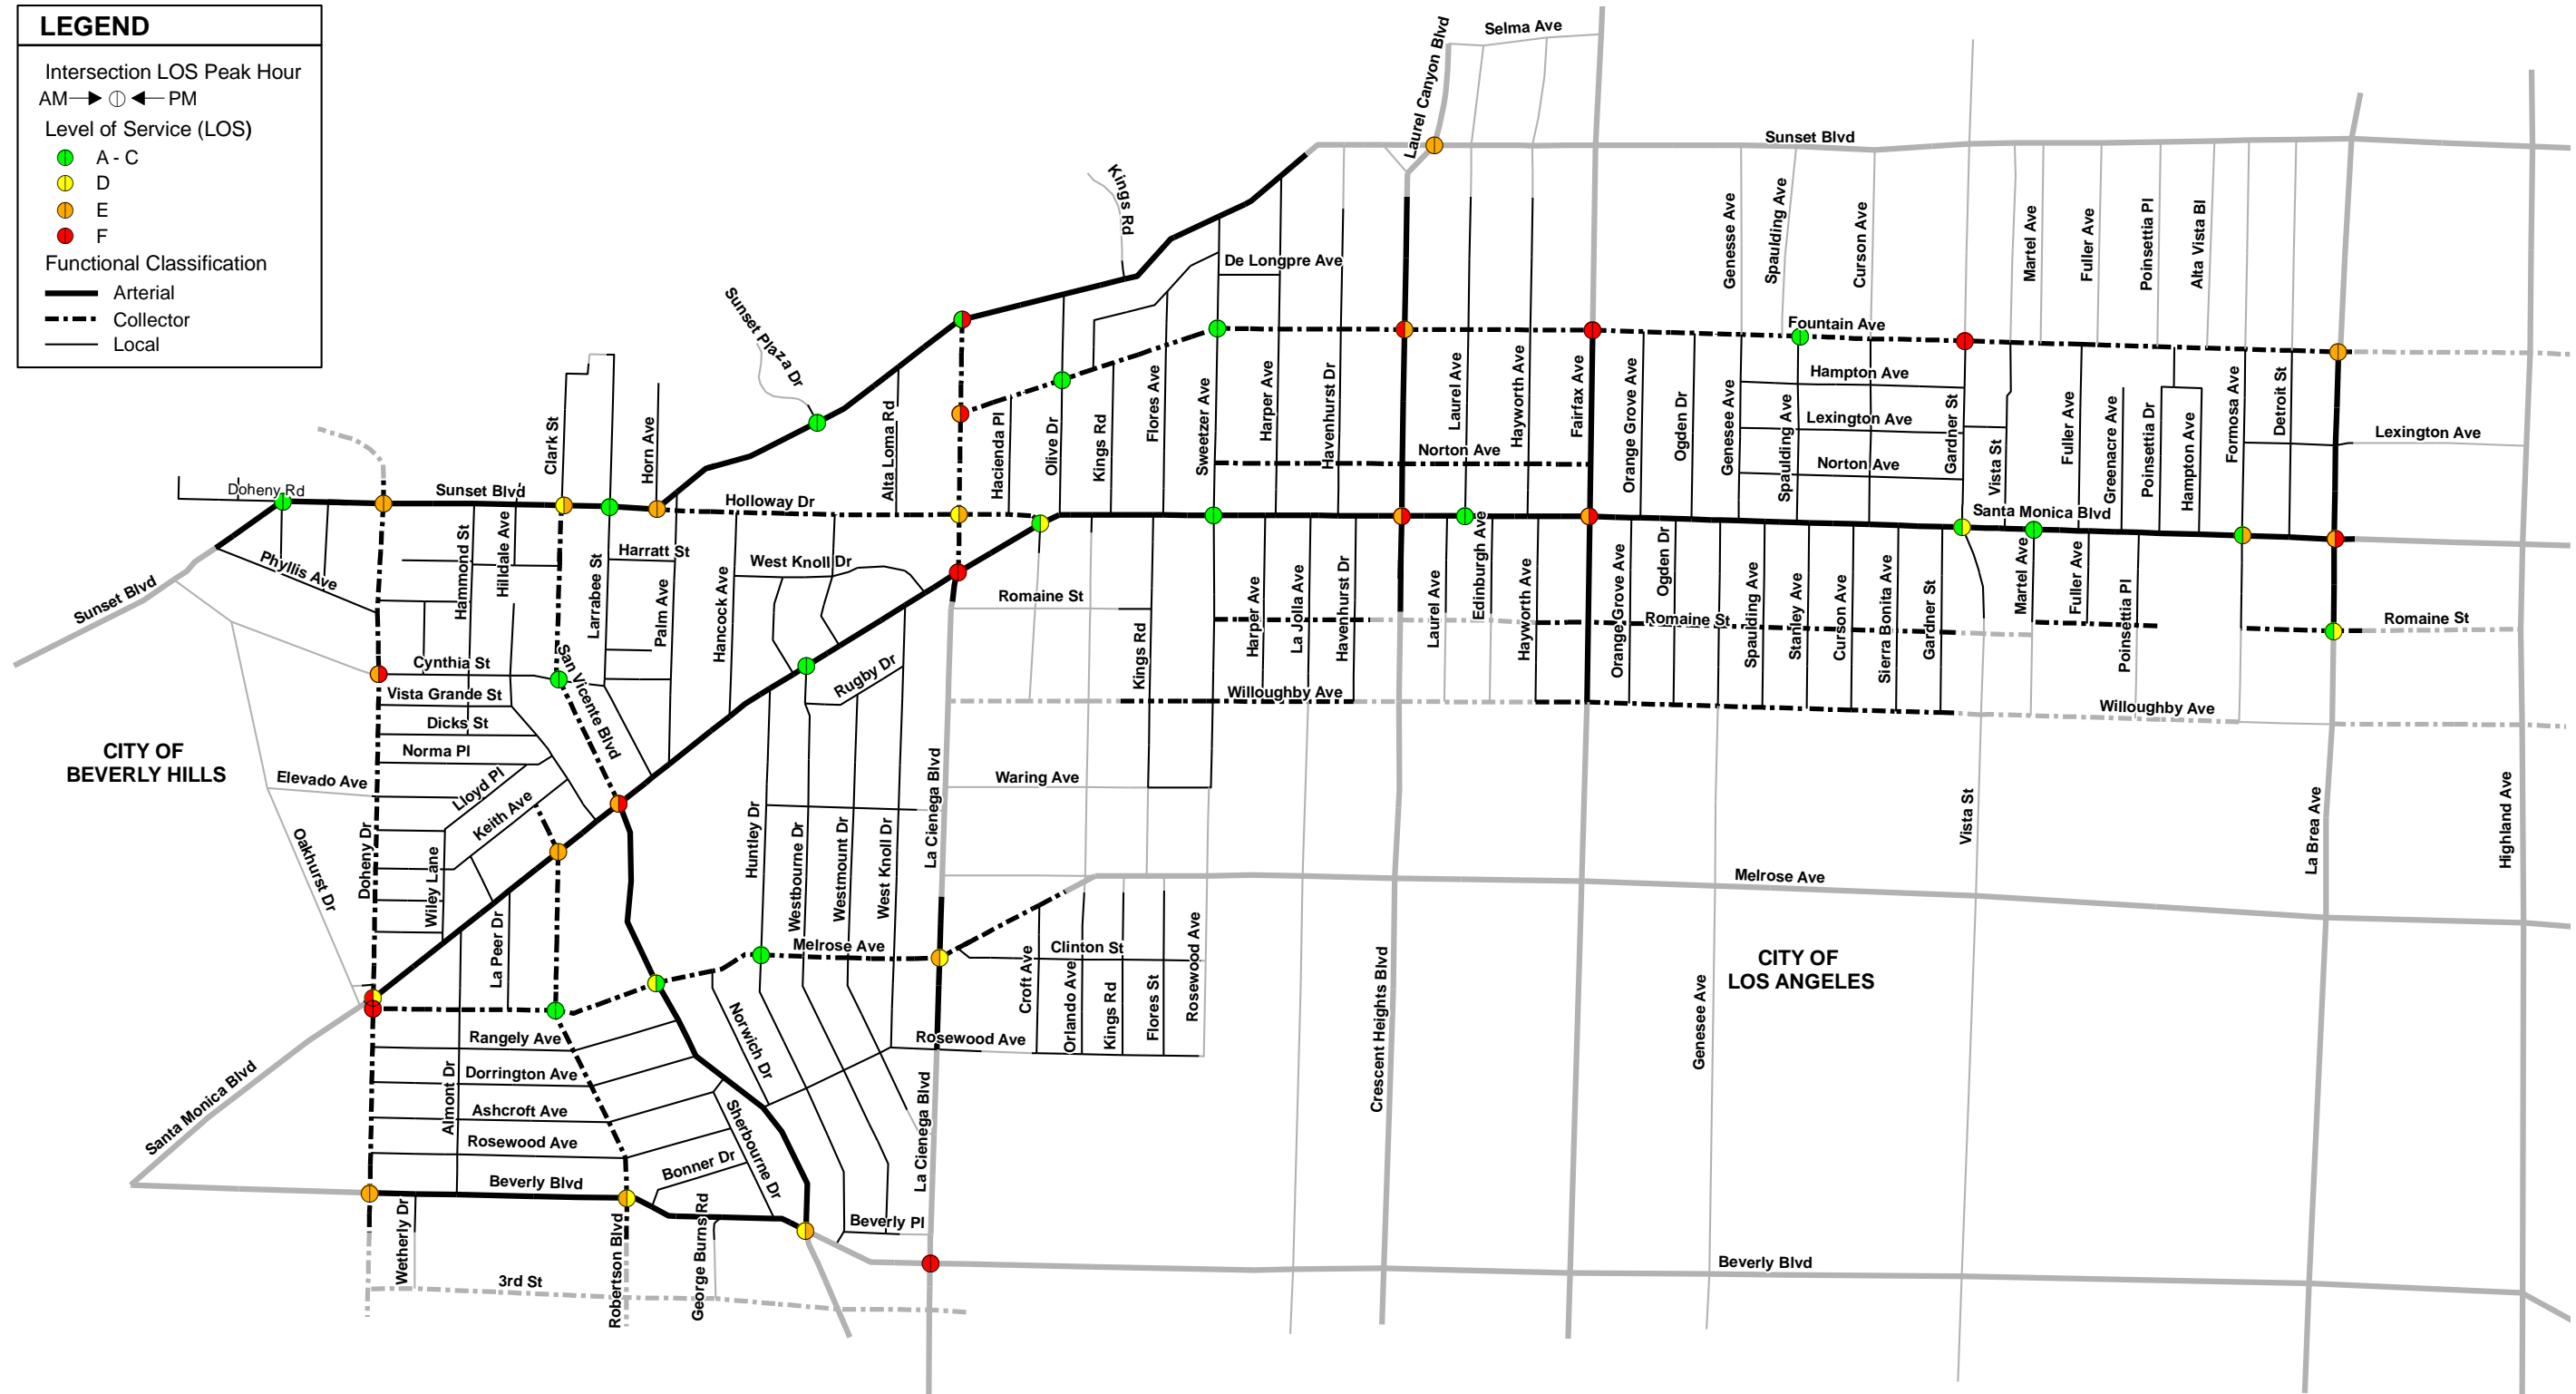 LEGEND
Intersection LOS Peak Hour
AM PM
Level of Service (LOS)
A - C
D
E
F
Functional Classification
Arterial
Collector
Local
Selma Ave
Laurel Canyon Blvd
Sunset Blvd
Kings Rd
De Longpre Ave
Genesse Ave
Spaulding Ave
Curson Ave
Martel Ave
Fuller Ave
Poinsettia Pl
Alta Vista Bl
Sunset Plaza Dr
Fountain Ave
Hampton Ave
Lexington Ave
Norton Ave
Norton Ave
Lexington Ave
Clark St
Horn Ave
Alta Loma Rd
Hacienda Pl
Olive Dr
Kings Rd
Flores Ave
Sweetzer Ave
Harper Ave
Havenhurst Dr
Laurel Ave
Hayworth Ave
Fairfax Ave
Orange Grove Ave
Ogden Dr
Genesee Ave
Spaulding Ave
Gardner St
Vista St
Fuller Ave
Greenacre Ave
Poinsettia Dr
Hampton Ave
Formosa Ave
Detroit St
Doheny Rd
Sunset Blvd
Holloway Dr
Santa Monica Blvd
Phyllis Ave
Sunset Blvd
Hammond St
Hilldale Ave
Larrabee St
Harratt St
Palm Ave
Hancock Ave
West Knoll Dr
Romaine St
Kings Rd
Harper Ave
La Jolla Ave
Havenhurst Dr
Laurel Ave
Edinburgh Ave
Hayworth Ave
Orange Grove Ave
Ogden Dr
Romaine St
Spaulding Ave
Stanley Ave
Curson Ave
Sierra Bonita Ave
Gardner St
Martel Ave
Fuller Ave
Poinsettia Pl
Romaine St
Cynthia St
Vista Grande St
Dicks St
Norma Pl
San Vicente Blvd
Rugby Dr
Willoughby Ave
Willoughby Ave
CITY OF
BEVERLY HILLS
Elevado Ave
Lloyd Pl
Keith Ave
Waring Ave
Oakhurst Dr
Doheny Dr
Wiley Lane
La Peer Dr
Huntley Dr
Westbourne Dr
Westmount Dr
West Knoll Dr
La Cienega Blvd
Vista St
La Brea Ave
Highland Ave
Melrose Ave
Melrose Ave
Clinton St
Croft Ave
Orlando Ave
Kings Rd
Flores St
Rosewood Ave
Crescent Heights Blvd
Genesee Ave
CITY OF
LOS ANGELES
Rangely Ave
Norwich Dr
Rosewood Ave
Dorrington Ave
Almont Dr
Ashcroft Ave
Sherbourne Dr
La Cienega Blvd
Santa Monica Blvd
Rosewood Ave
Bonner Dr
Beverly Blvd
Wetherly Dr
Robertson Blvd
George Burns Rd
Beverly Pl
Beverly Blvd
3rd St